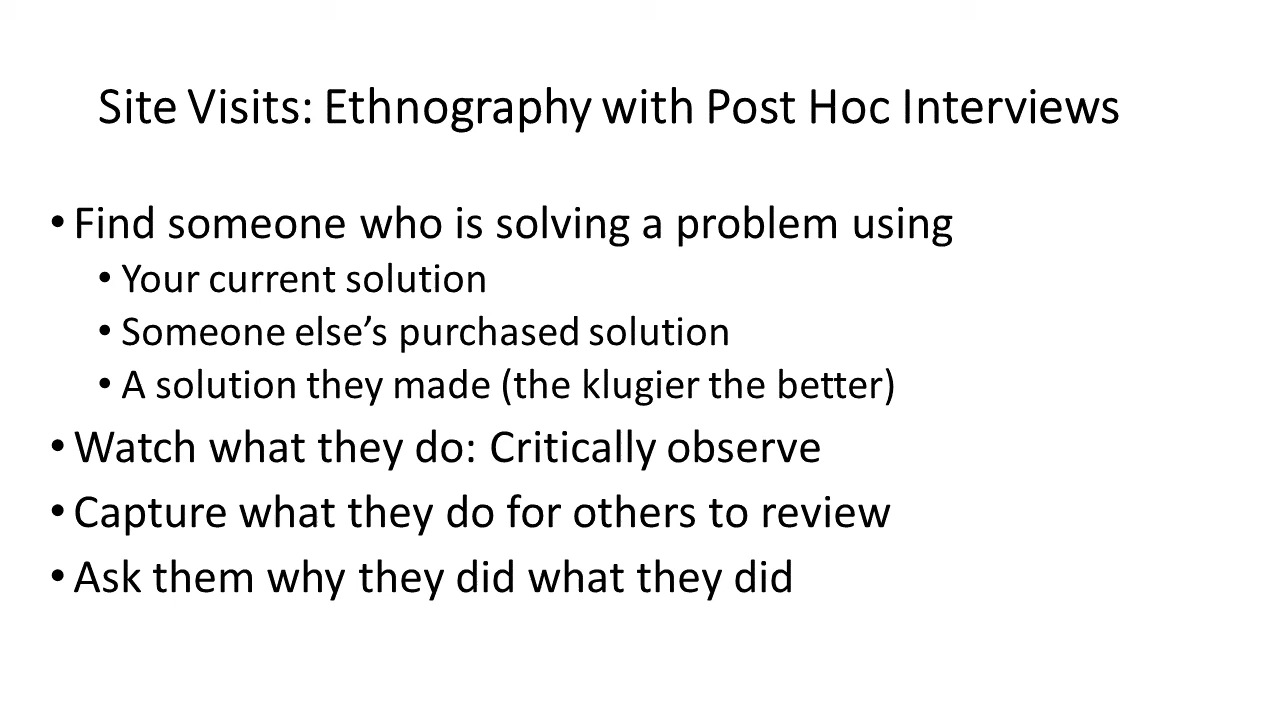 Site Visits: Ethnography with Post Hoc Interviews
• Find someone who is solving a problem using
• Your current solution
• Someone else’s purchased solution
• A solution they made (the klugier the better)
• Watch what they do: Critically observe
• Capture what they do for others to review
• Ask them why they did what they did